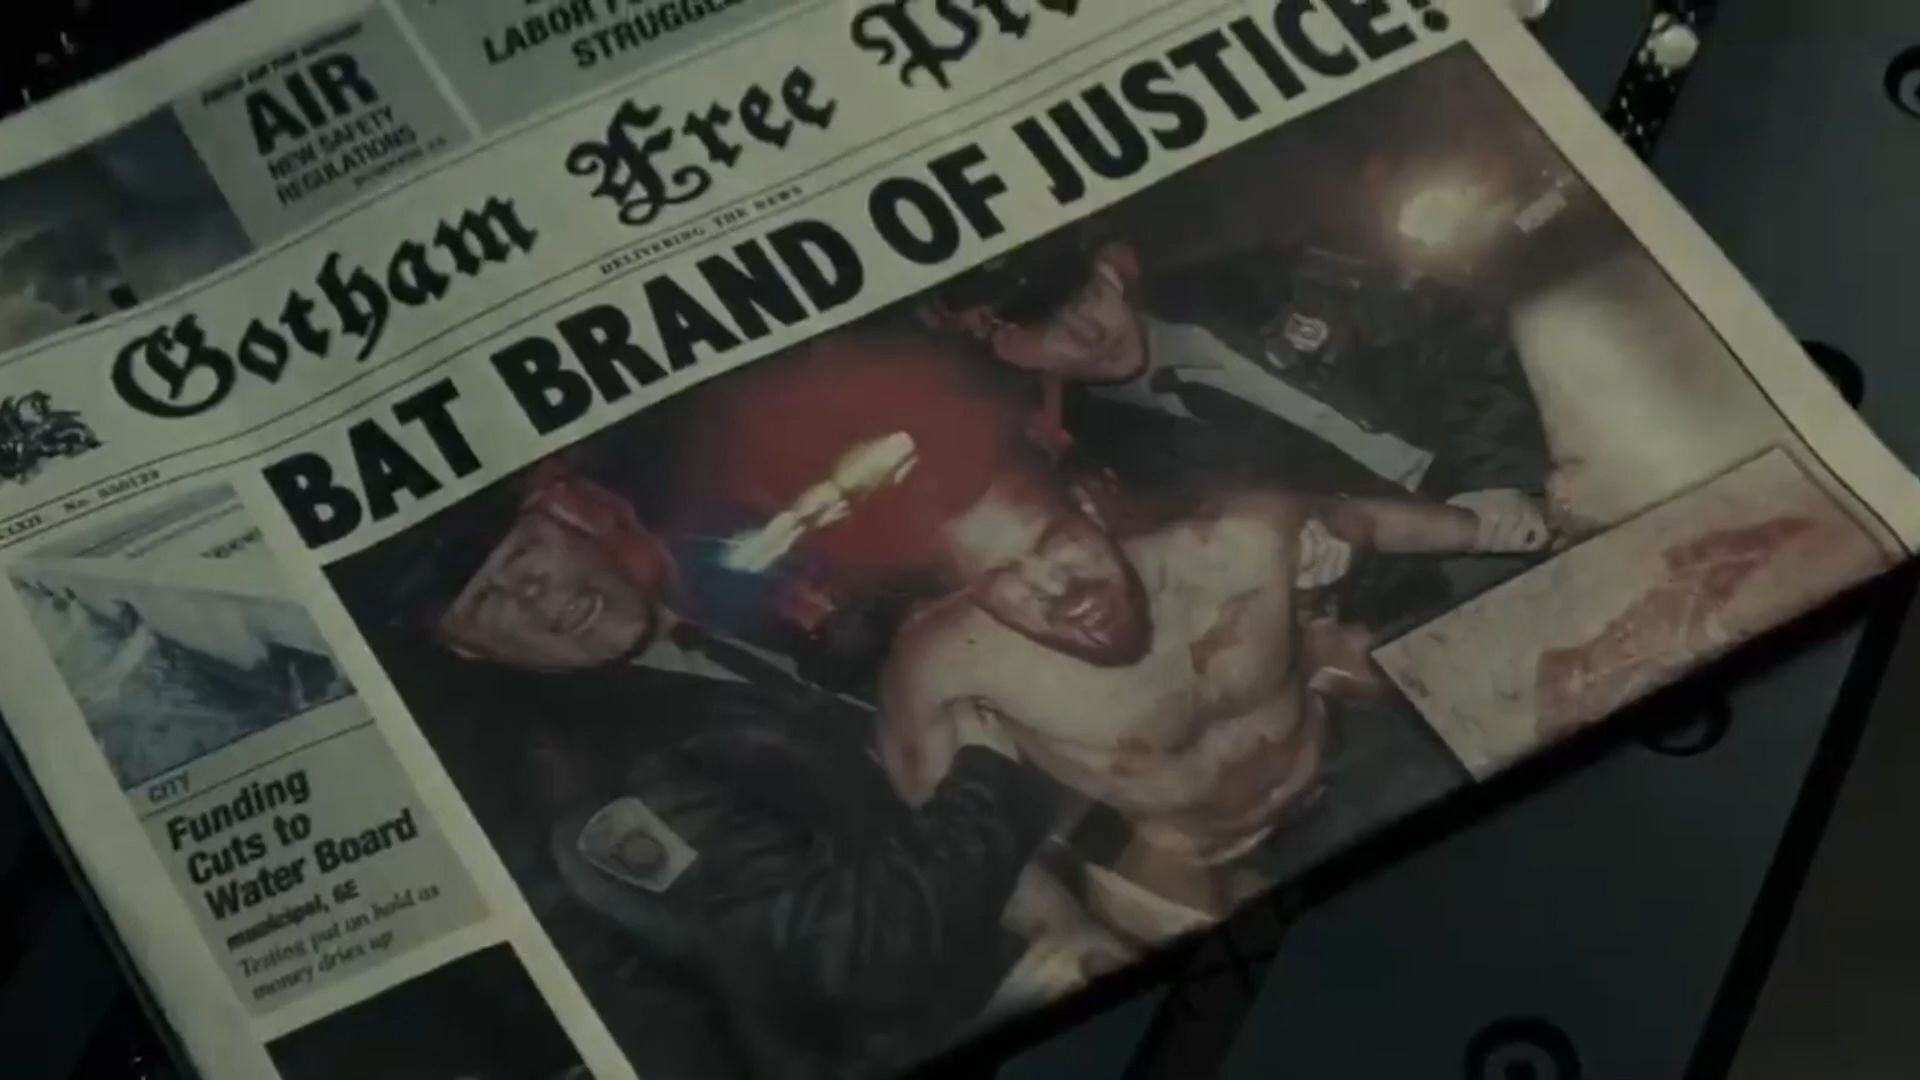 AIR
NEW SAFETY
REGULATIONS
LABOR
STRUGGLE
Gotham Free
DELIVERING THE NEWS
BAT BRAND OF JUSTICE!
CITY
Funding
Cuts to
Water Board
municipal, 6E
Testing put on hold as
money dries up